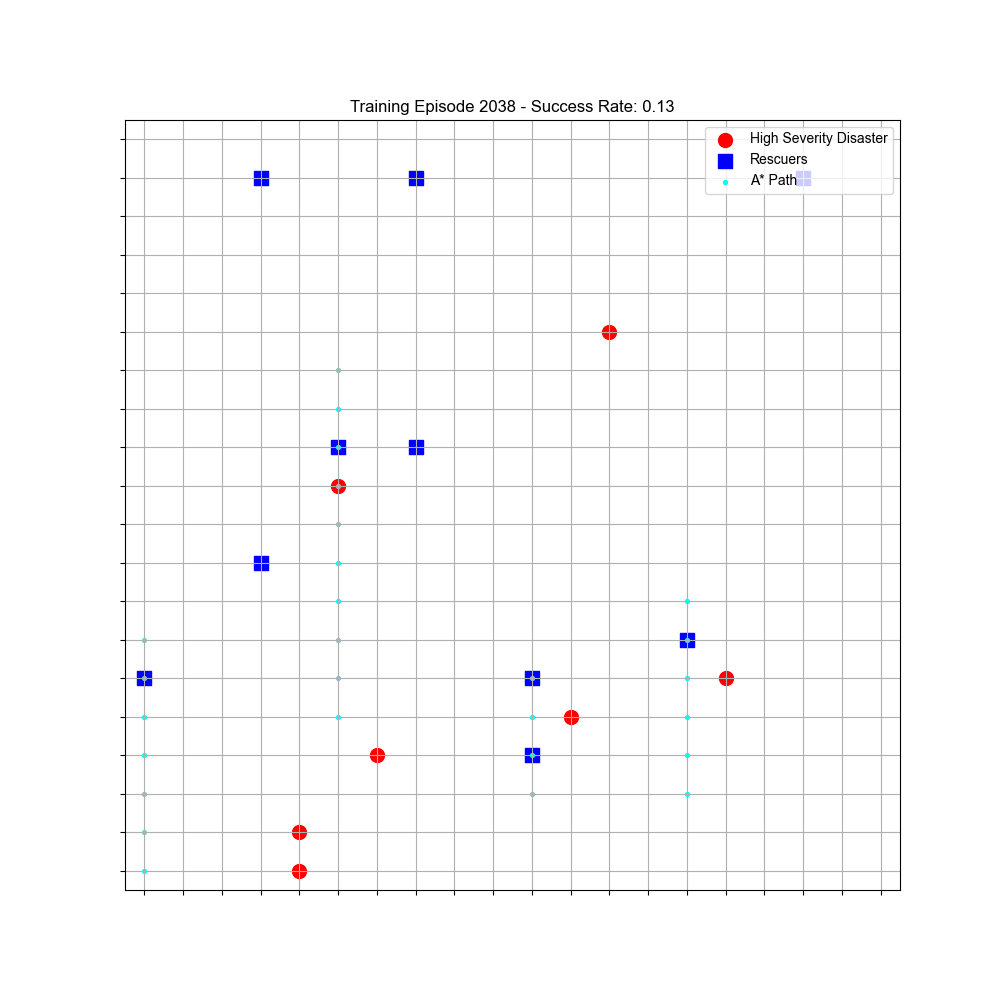 Training Episode 2038 - Success Rate: 0.13
High Severity Disaster
Rescuers
A* Path